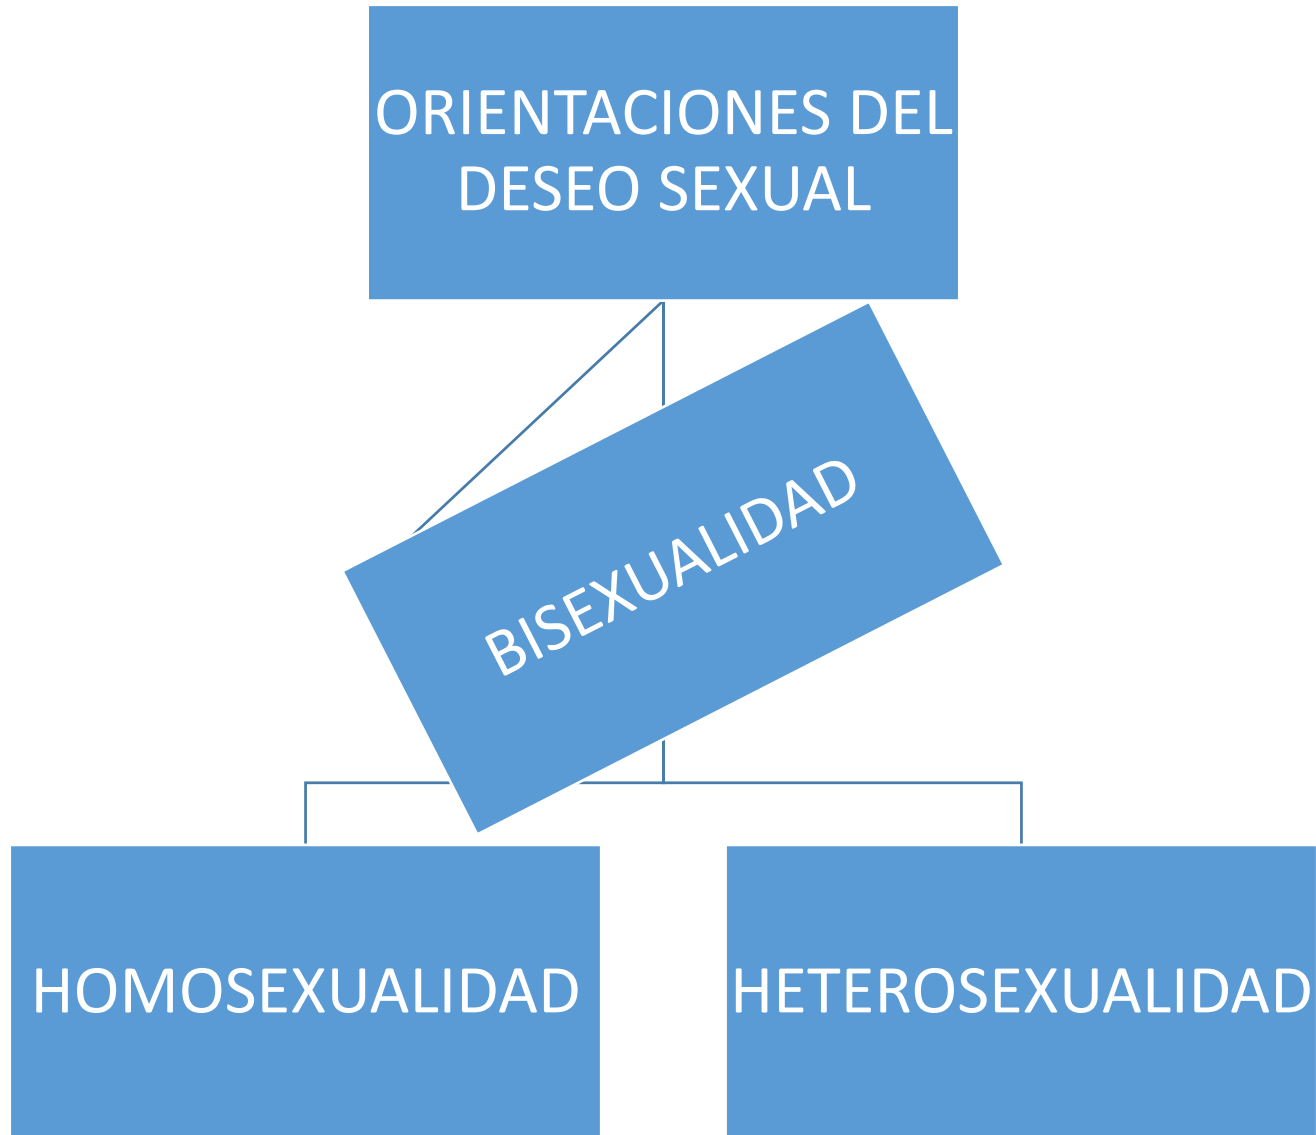 ORIENTACIONES DEL
DESEO SEXUAL
BISEXUALIDAD
HOMOSEXUALIDAD
HETEROSEXUALIDAD